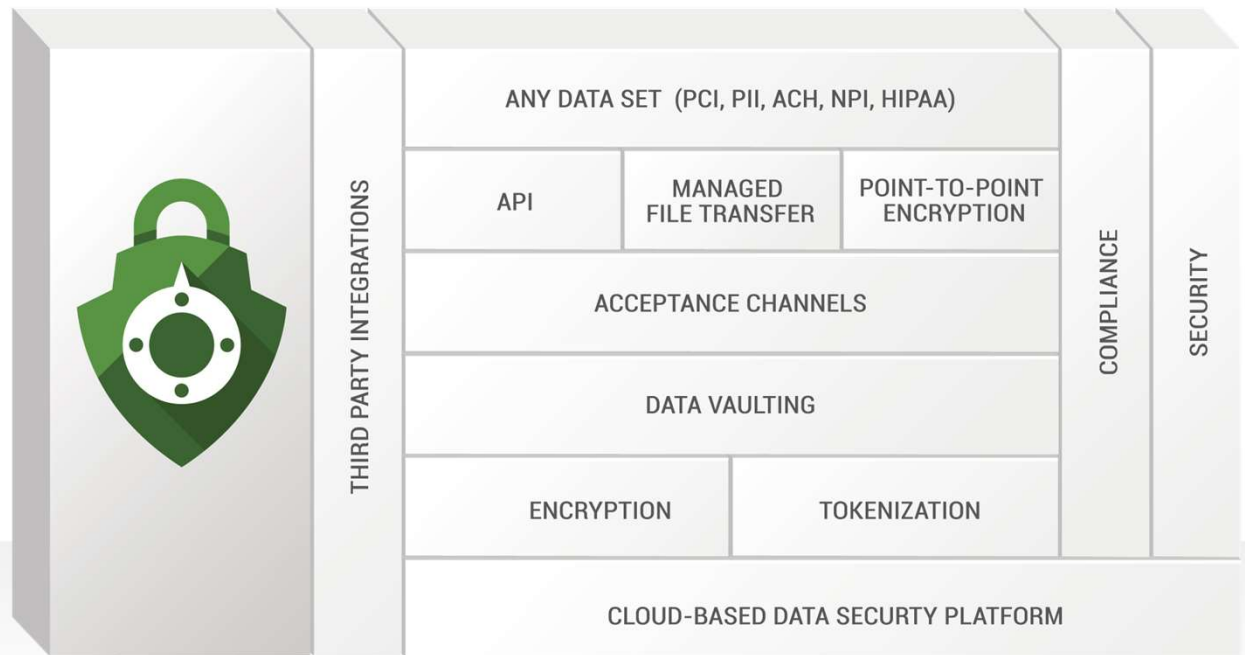 ANY DATA SET (PCI, PII, ACH, NPI, HIPAA)
API
MANAGED
FILE TRANSFER
POINT-TO-POINT
ENCRYPTION
ACCEPTANCE CHANNELS
DATA VAULTING
ENCRYPTION
TOKENIZATION
CLOUD-BASED DATA SECURTY PLATFORM
THIRD PARTY INTEGRATIONS
COMPLIANCE
SECURITY